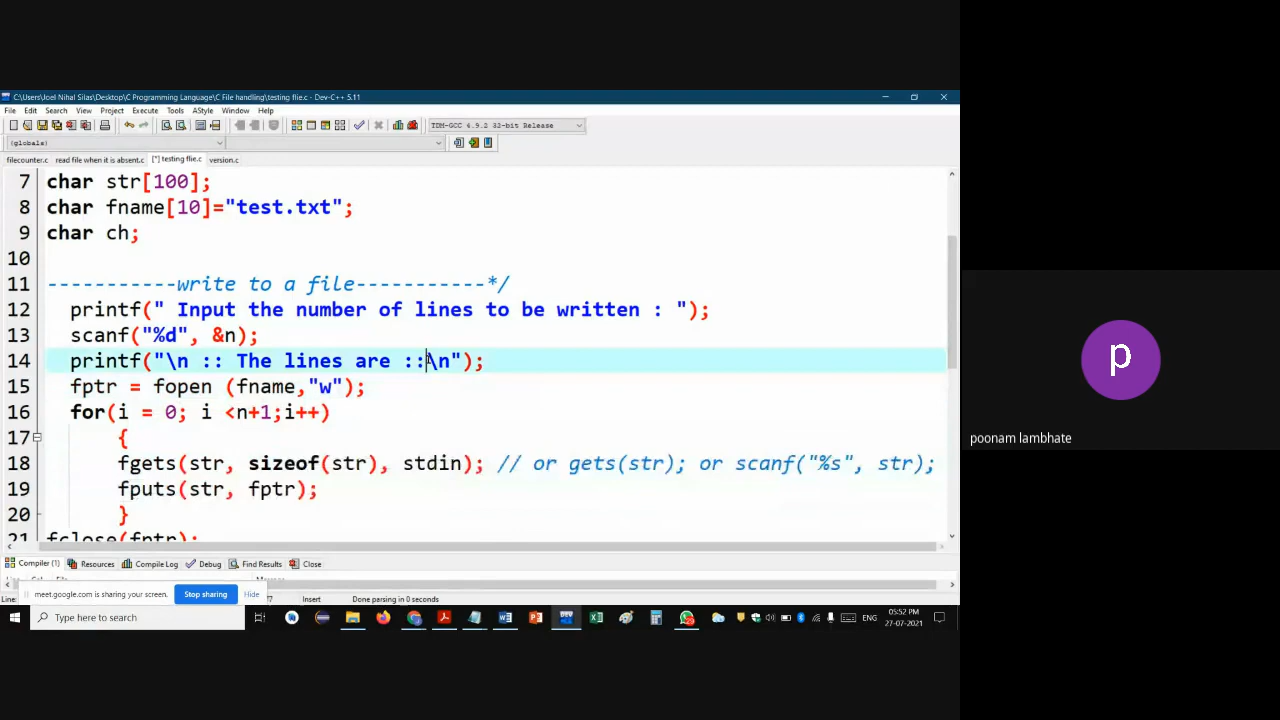 C:\Users\Joel Nihal Silas\Desktop\C Programming Language\C File handling\testing flie.c - Dev-C++ 5.11
File Edit Search View Project Execute Tools AStyle Window Help
TDM-GCC 4.9.2 32-bit Release
(globals)
filecounter.c read file when it is absent.c [*] testing flie.c version.c
7 char str[100];
8 char fname[10]="test.txt";
9 char ch;
10
11 -----------write to a file-----------*/
12 printf(" Input the number of lines to be written : ");
13 scanf("%d", &n);
14 printf("\n :: The lines are ::\n");
15 fptr = fopen (fname,"w");
16 for(i = 0; i <n+1;i++)
17 {
18 fgets(str, sizeof(str), stdin); // or gets(str); or scanf("%s", str);
19 fputs(str, fptr);
20 }
21 fclose(fptr);
Compiler (1) Resources Compile Log Debug Find Results Close
meet.google.com is sharing your screen. Stop sharing Hide
Line: Insert Done parsing in 0 seconds
Type here to search
ENG
05:52 PM
27-07-2021
p
poonam lambhate